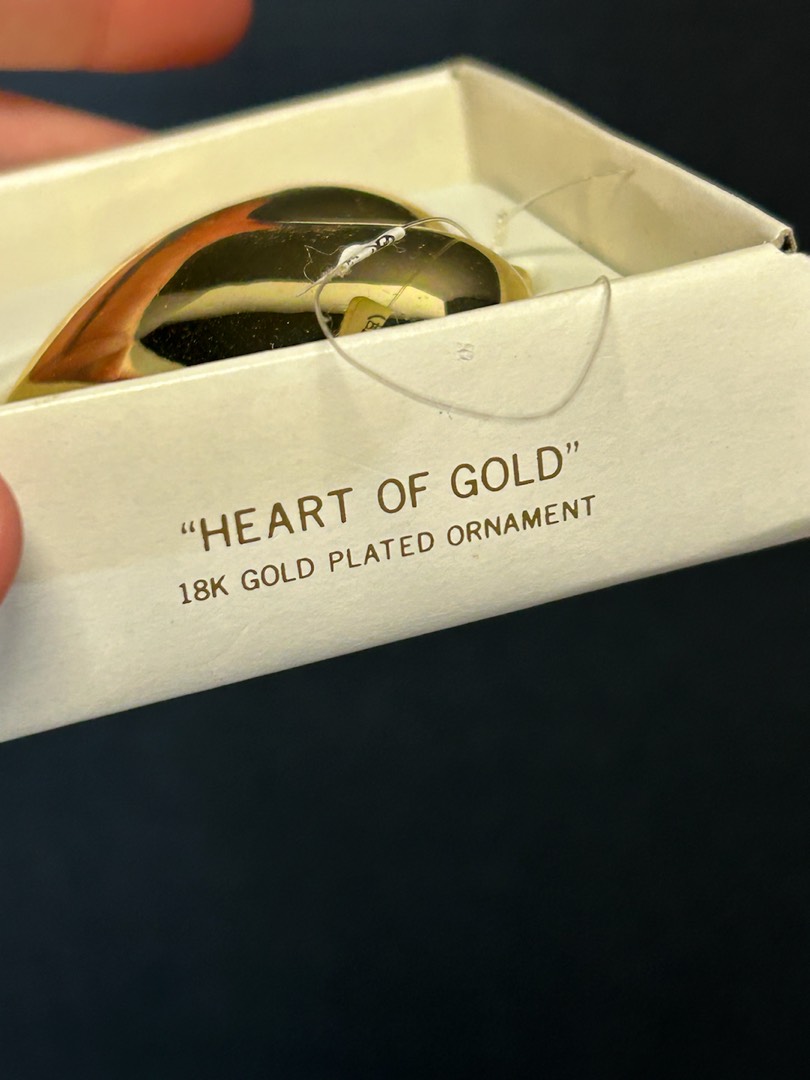 “HEART OF GOLD”
18K GOLD PLATED ORNAMENT